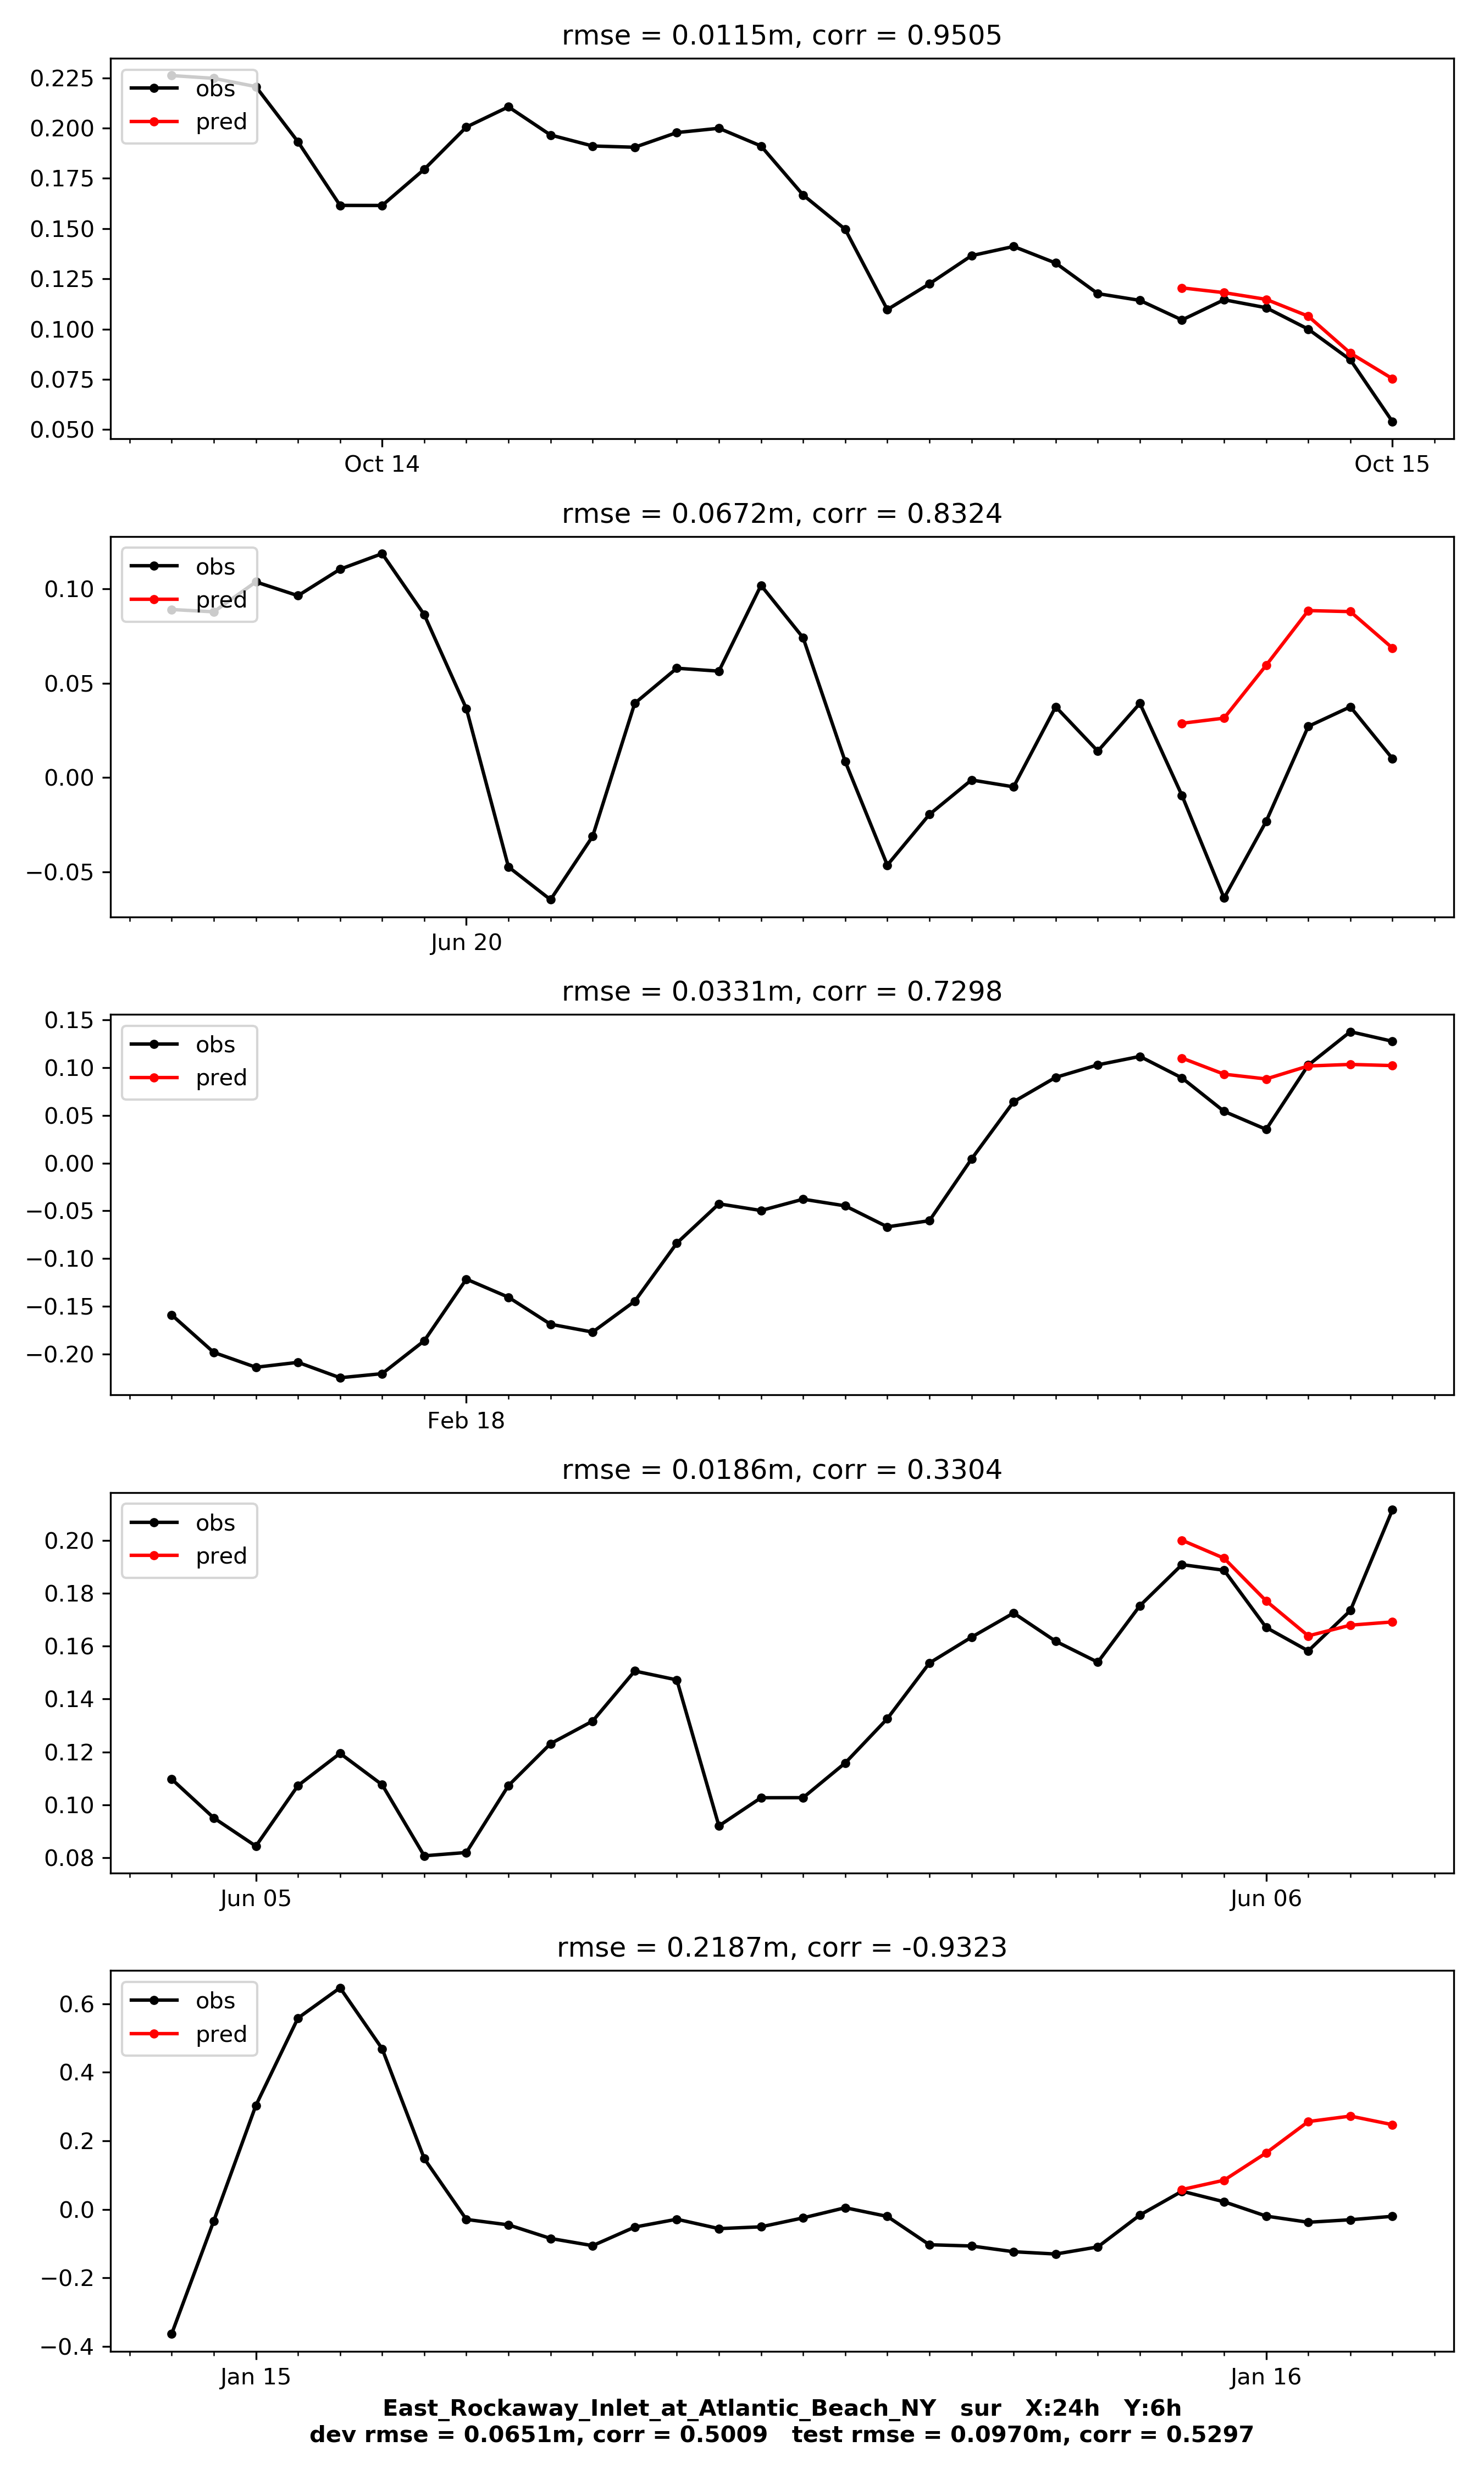 rmse = 0.0115m, corr = 0.9505
0.225
0.200
0.175
0.150
0.125
0.100
0.075
0.050
obs
pred
Oct 14
Oct 15
rmse = 0.0672m, corr = 0.8324
0.10
0.05
0.00
−0.05
obs
pred
Jun 20
rmse = 0.0331m, corr = 0.7298
0.15
0.10
0.05
0.00
−0.05
−0.10
−0.15
−0.20
obs
pred
Feb 18
rmse = 0.0186m, corr = 0.3304
0.20
0.18
0.16
0.14
0.12
0.10
0.08
obs
pred
Jun 05
Jun 06
rmse = 0.2187m, corr = -0.9323
0.6
0.4
0.2
0.0
−0.2
−0.4
obs
pred
Jan 15
Jan 16
East_Rockaway_Inlet_at_Atlantic_Beach_NY   sur   X:24h   Y:6h
dev rmse = 0.0651m, corr = 0.5009   test rmse = 0.0970m, corr = 0.5297